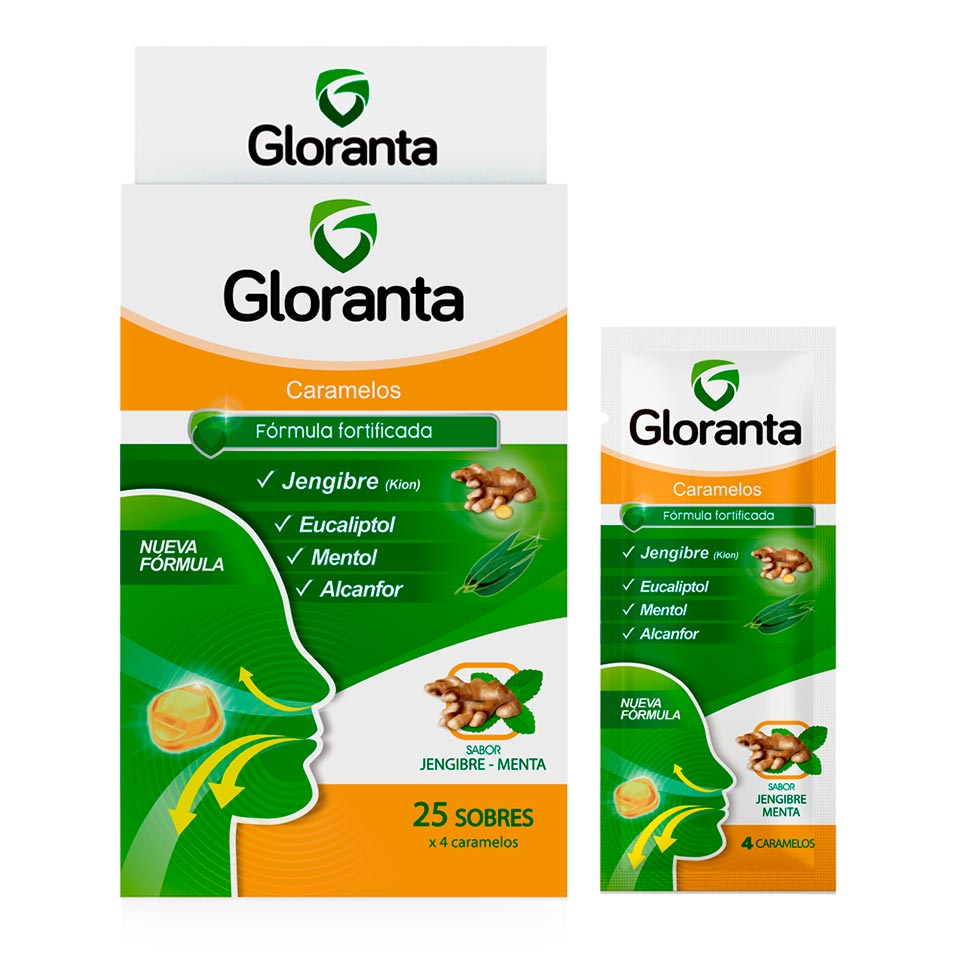 Gloranta
Gloranta
Caramelos
Fórmula fortificada
✓ Jengibre (Kion)
✓ Eucaliptol
✓ Mentol
✓ Alcanfor
NUEVA
FÓRMULA
SABOR
JENGIBRE - MENTA
25 SOBRES
x 4 caramelos
Gloranta
Caramelos
Fórmula fortificada
✓ Jengibre (Kion)
✓ Eucaliptol
✓ Mentol
✓ Alcanfor
NUEVA
FÓRMULA
SABOR
JENGIBRE
MENTA
4 CARAMELOS